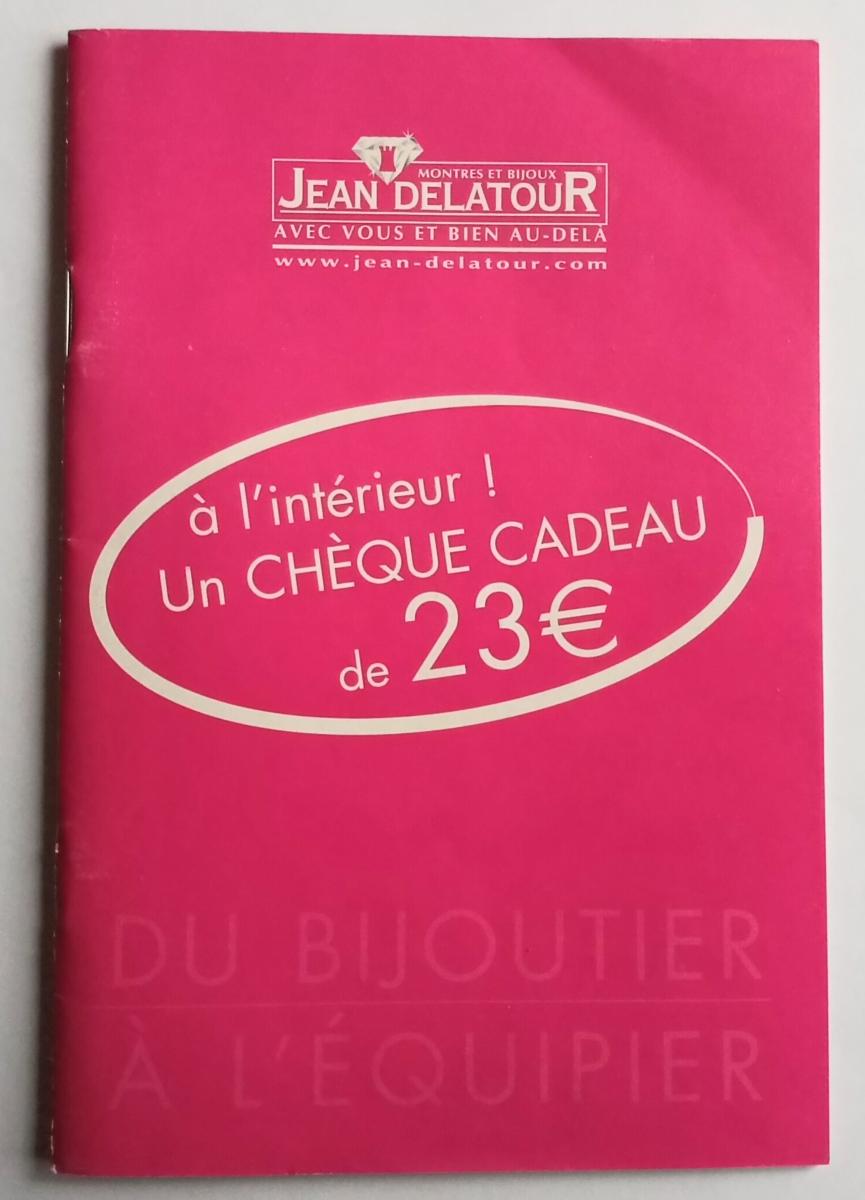 MONTRES ET BIJOUX
JEAN DELATOUR®
AVEC VOUS ET BIEN AU-DELÀ
www.jean-delatour.com
à l'intérieur !
Un CHÈQUE CADEAU
de 23€
DU BIJOUTIER
À L'ÉQUIPIER